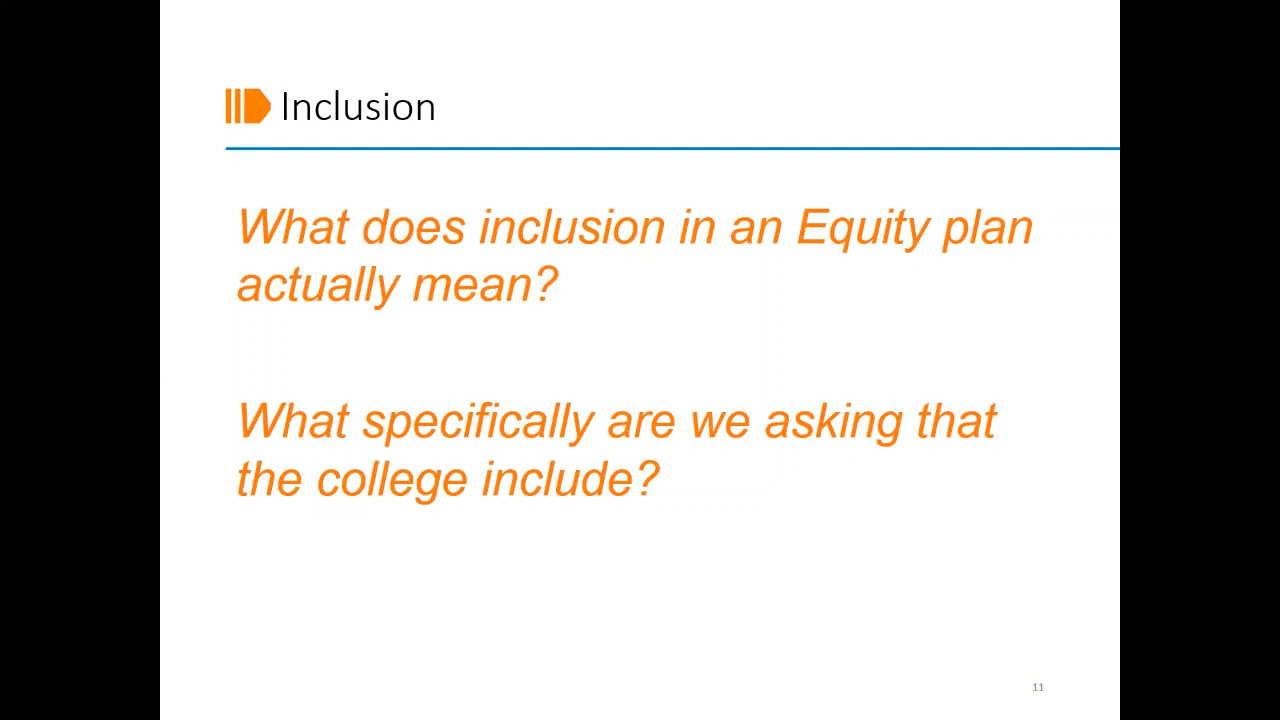 Inclusion
What does inclusion in an Equity plan
actually mean?
What specifically are we asking that
the college include?
11